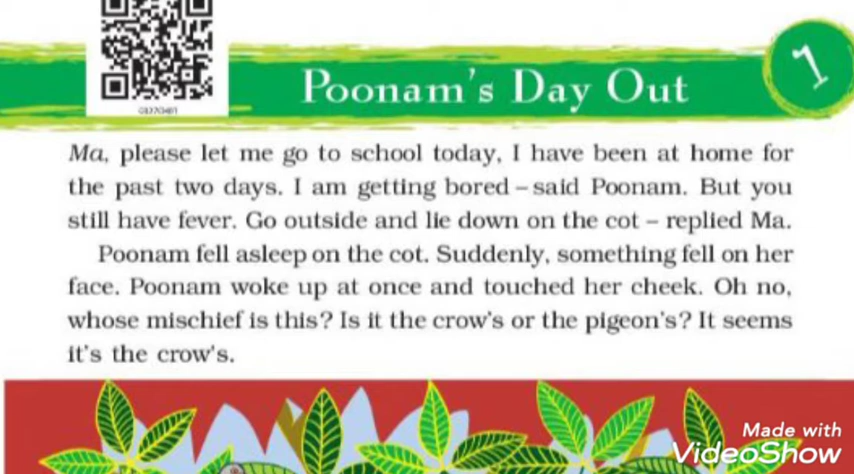 Poonam's Day Out
1
Ma, please let me go to school today, I have been at home for
the past two days. I am getting bored – said Poonam. But you
still have fever. Go outside and lie down on the cot – replied Ma.
Poonam fell asleep on the cot. Suddenly, something fell on her
face. Poonam woke up at once and touched her cheek. Oh no,
whose mischief is this? Is it the crow's or the pigeon's? It seems
it's the crow's.
Made with
VideoShow